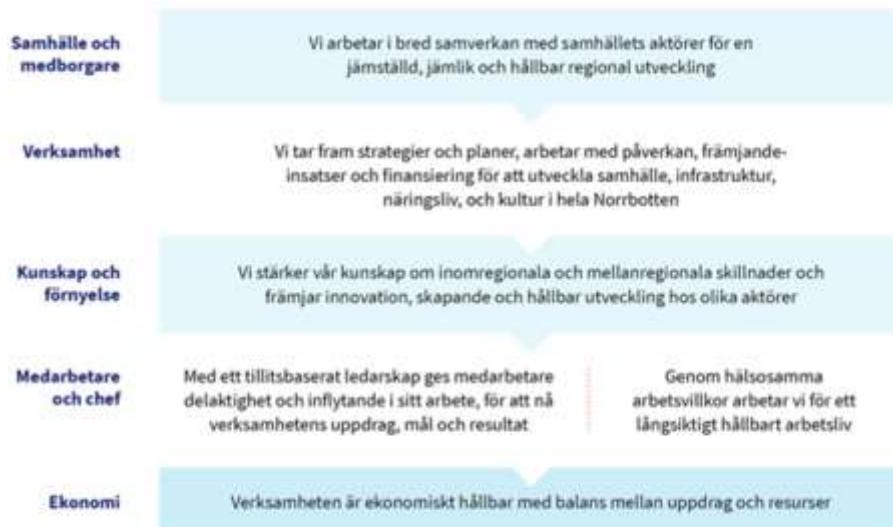 Samhälle och
medborgare
Vi arbetar i bred samverkan med samhällets aktörer för en
jämställd, jämlik och hållbar regional utveckling
Verksamhet
Vi tar fram strategier och planer, arbetar med påverkan, främjande-
insatser och finansiering för att utveckla samhälle, infrastruktur,
näringsliv, och kultur i hela Norrbotten
Kunskap och
förnyelse
Vi stärker vår kunskap om inomregionala och mellanregionala skillnader och
främjar innovation, skapande och hållbar utveckling hos olika aktörer
Medarbetare
och chef
Med ett tillitsbaserat ledarskap ges medarbetare
delaktighet och inflytande i sitt arbete, för att nå
verksamhetens uppdrag, mål och resultat
Genom hälsosamma
arbetsvillkor arbetar vi för ett
långsiktigt hållbart arbetsliv
Ekonomi
Verksamheten är ekonomiskt hållbar med balans mellan uppdrag och resurser